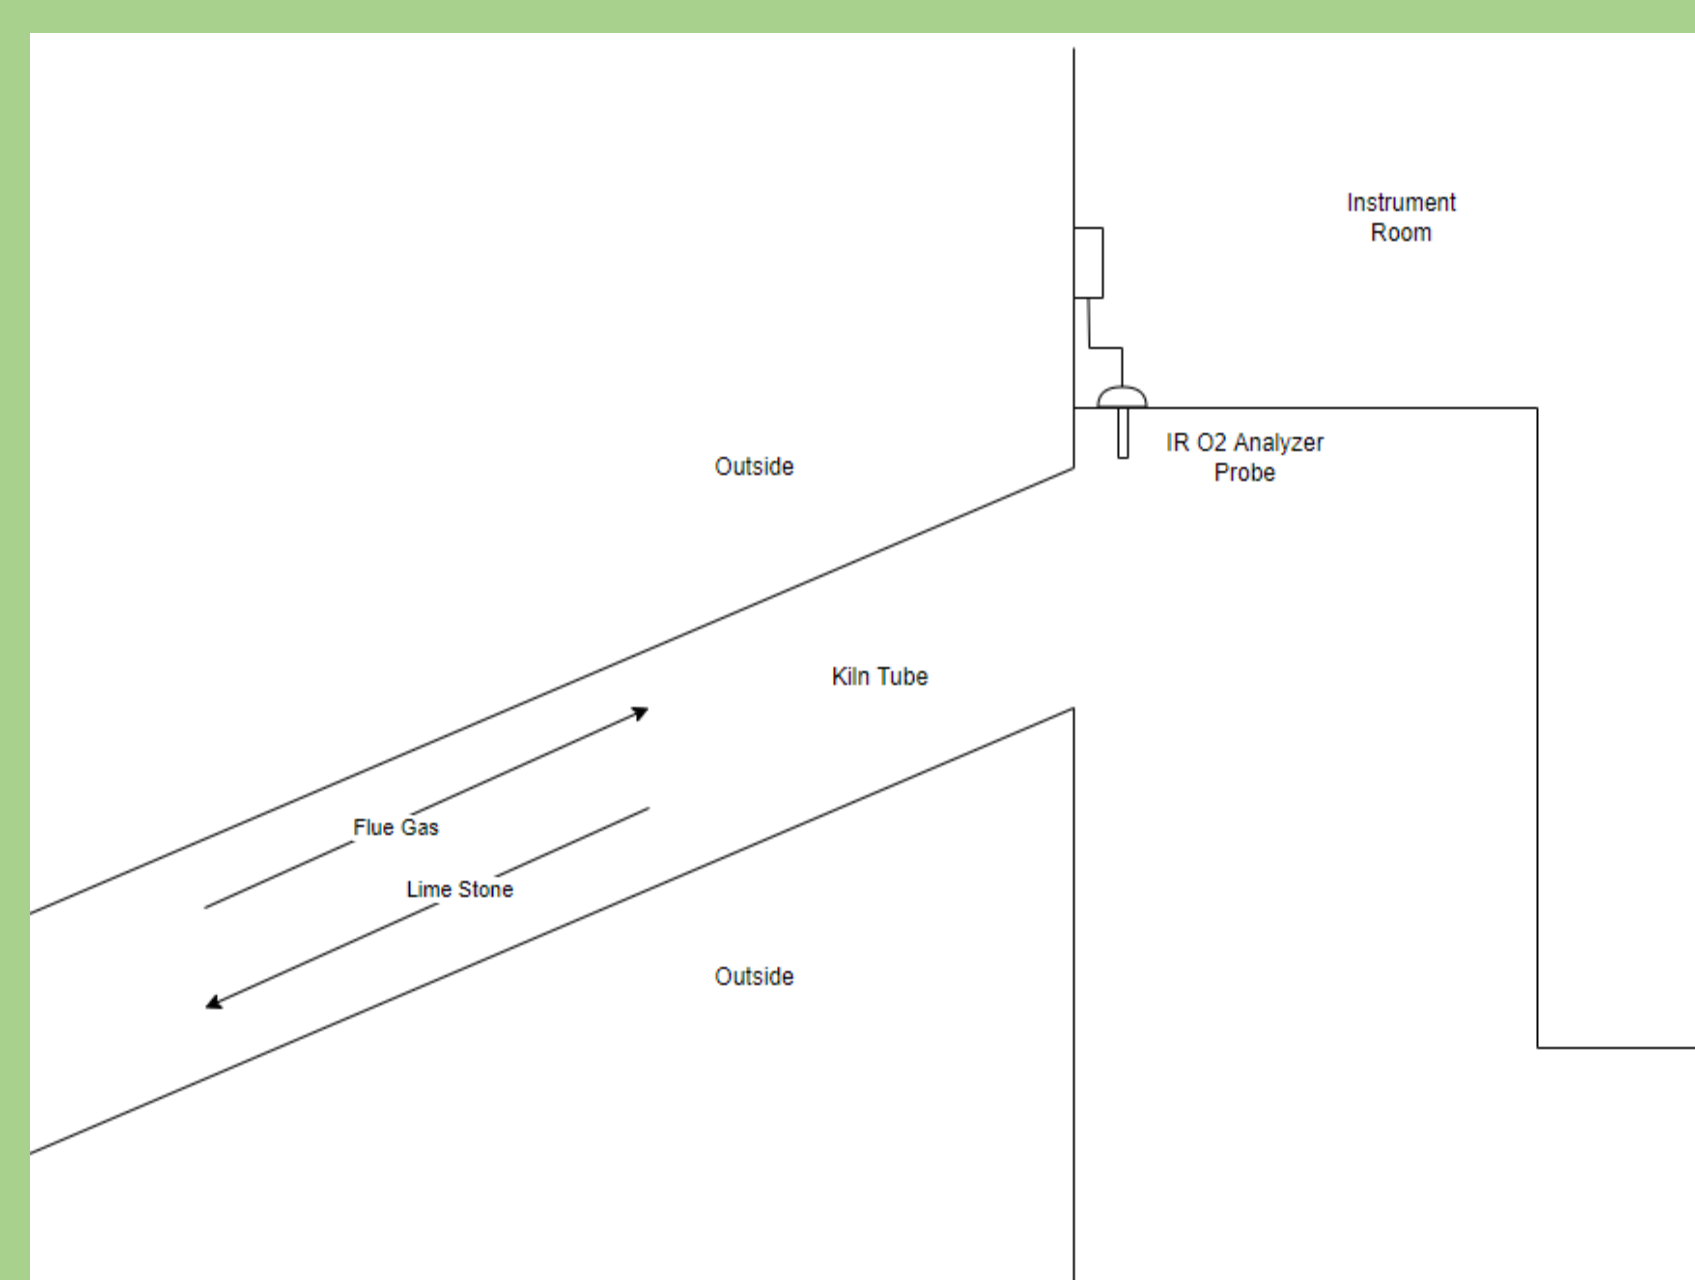 Instrument
Room
IR O2 Analyzer
Probe
Outside
Kiln Tube
Flue Gas
Lime Stone
Outside